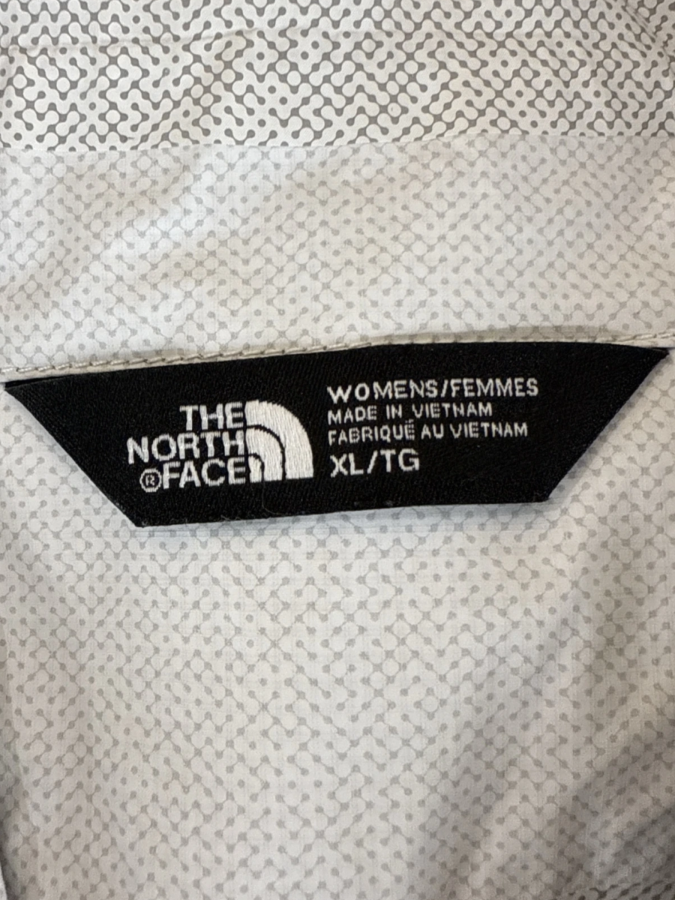 THE
NORTH
®FACE
WOMENS/FEMMES
MADE IN VIETNAM
FABRIQUÉ AU VIETNAM
XL/TG